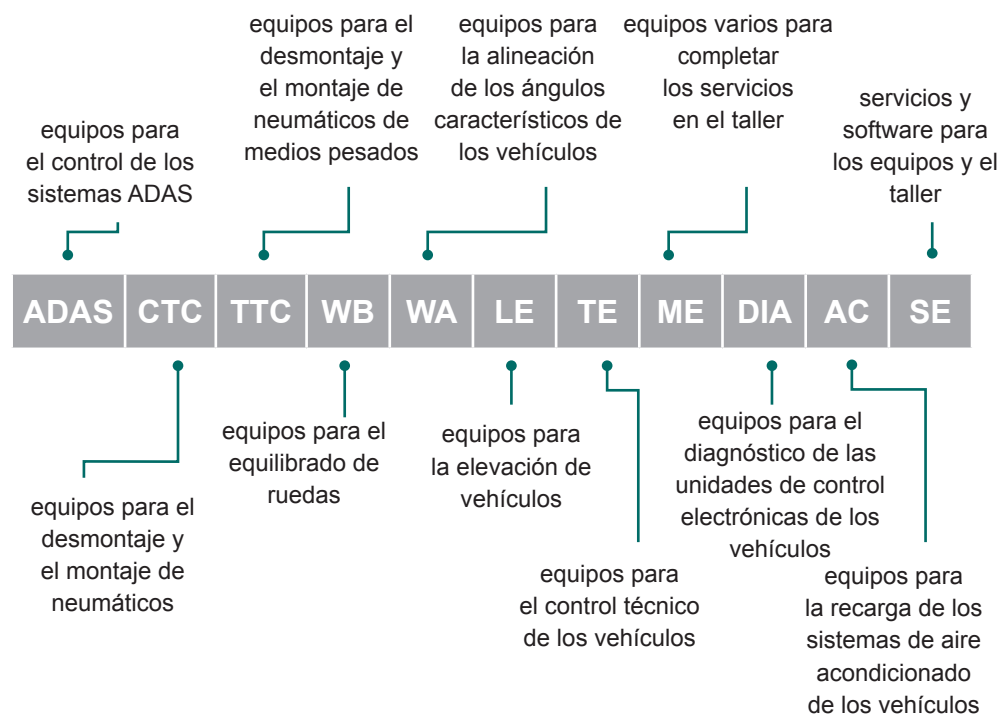 equipos para
el control de los
sistemas ADAS
equipos para el
desmontaje y
el montaje de
neumáticos de
medios pesados
equipos para
la alineación
de los ángulos
característicos de
los vehículos
equipos varios para
completar
los servicios
en el taller
servicios y
software para
los equipos y el
taller
ADAS CTC TTC WB WA LE TE ME DIA AC SE
equipos para el
desmontaje y
el montaje de
neumáticos
equipos para el
equilibrado de
ruedas
equipos para
la elevación de
vehículos
equipos para
el control técnico
de los vehículos
equipos para el
diagnóstico de las
unidades de control
electrónicas de los
vehículos
equipos para
la recarga de los
sistemas de aire
acondicionado
de los vehículos